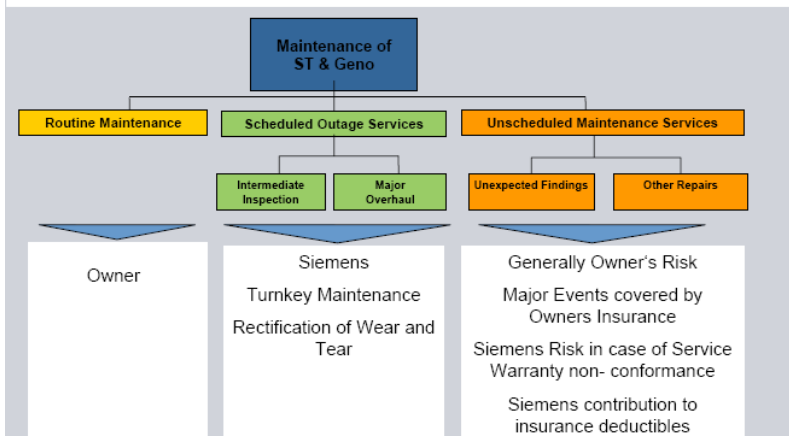 Maintenance of
ST & Geno
Routine Maintenance
Scheduled Outage Services
Unscheduled Maintenance Services
Intermediate
Inspection
Major
Overhaul
Unexpected Findings
Other Repairs
Owner
Siemens
Turnkey Maintenance
Rectification of Wear and
Tear
Generally Owner's Risk
Major Events covered by
Owners Insurance
Siemens Risk in case of Service
Warranty non- conformance
Siemens contribution to
insurance deductibles